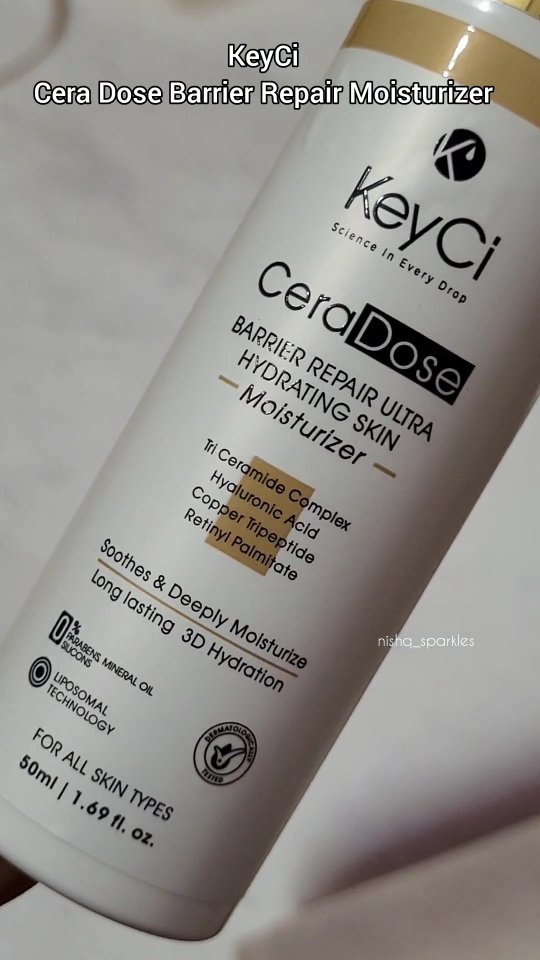 KeyCi
Cera Dose Barrier Repair Moisturizer
KeyCi
Science In Every Drop
CeraDose
BARRIER REPAIR ULTRA
HYDRATING SKIN
Moisturizer
Tri Ceramide Complex
Hyaluronic Acid
Copper Tripeptide
Retinyl Palmitate
Soothes & Deeply Moisturize
Long lasting 3D Hydration
nishq_sparkles
0%
PARABENS, MINERAL OIL
SILICONS
LIPOSOMAL
TECHNOLOGY
DERMATOLOGICALLY
TESTED
FOR ALL SKIN TYPES
50ml | 1.69 fl. oz.